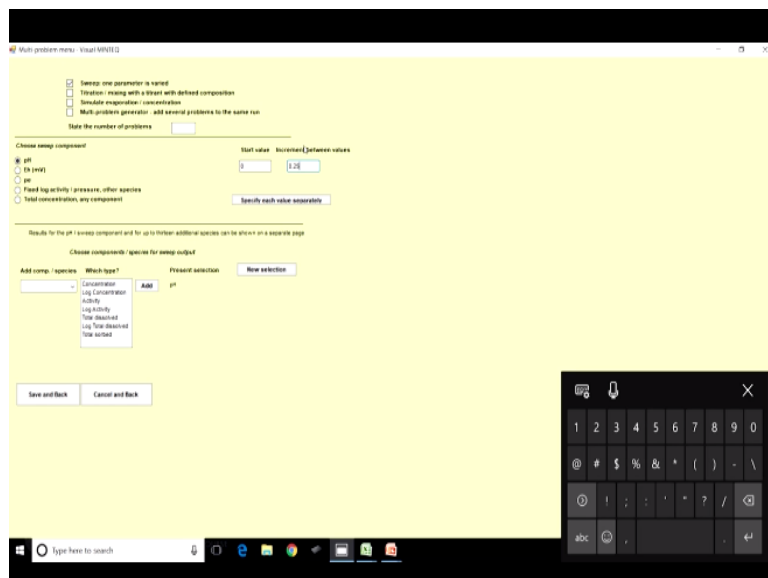 Multi-problem menu - Visual MINTEQ
Sweep: one parameter is varied
Titration / mixing with a titrant with defined composition
Simulate evaporation / concentration
Multi-problem generator - add several problems to the same run
State the number of problems
Choose sweep component
Start value Increment between values
pH
Eh (mV)
pe
Fixed log activity / pressure, other species
Total concentration, any component
0 0.25
Specify each value separately
Results for the pH / sweep component and for up to thirteen additional species can be shown on a separate page
Choose components / species for sweep output
Add comp. / species Which type? Present selection New selection
Concentration
Log Concentration
Activity
Log Activity
Total dissolved
Log Total dissolved
Total sorbed
Add pH
Save and Back Cancel and Back
1 2 3 4 5 6 7 8 9 0
@ # $ % & * ( ) - \
! ; : ' " ? /
abc , .
Type here to search